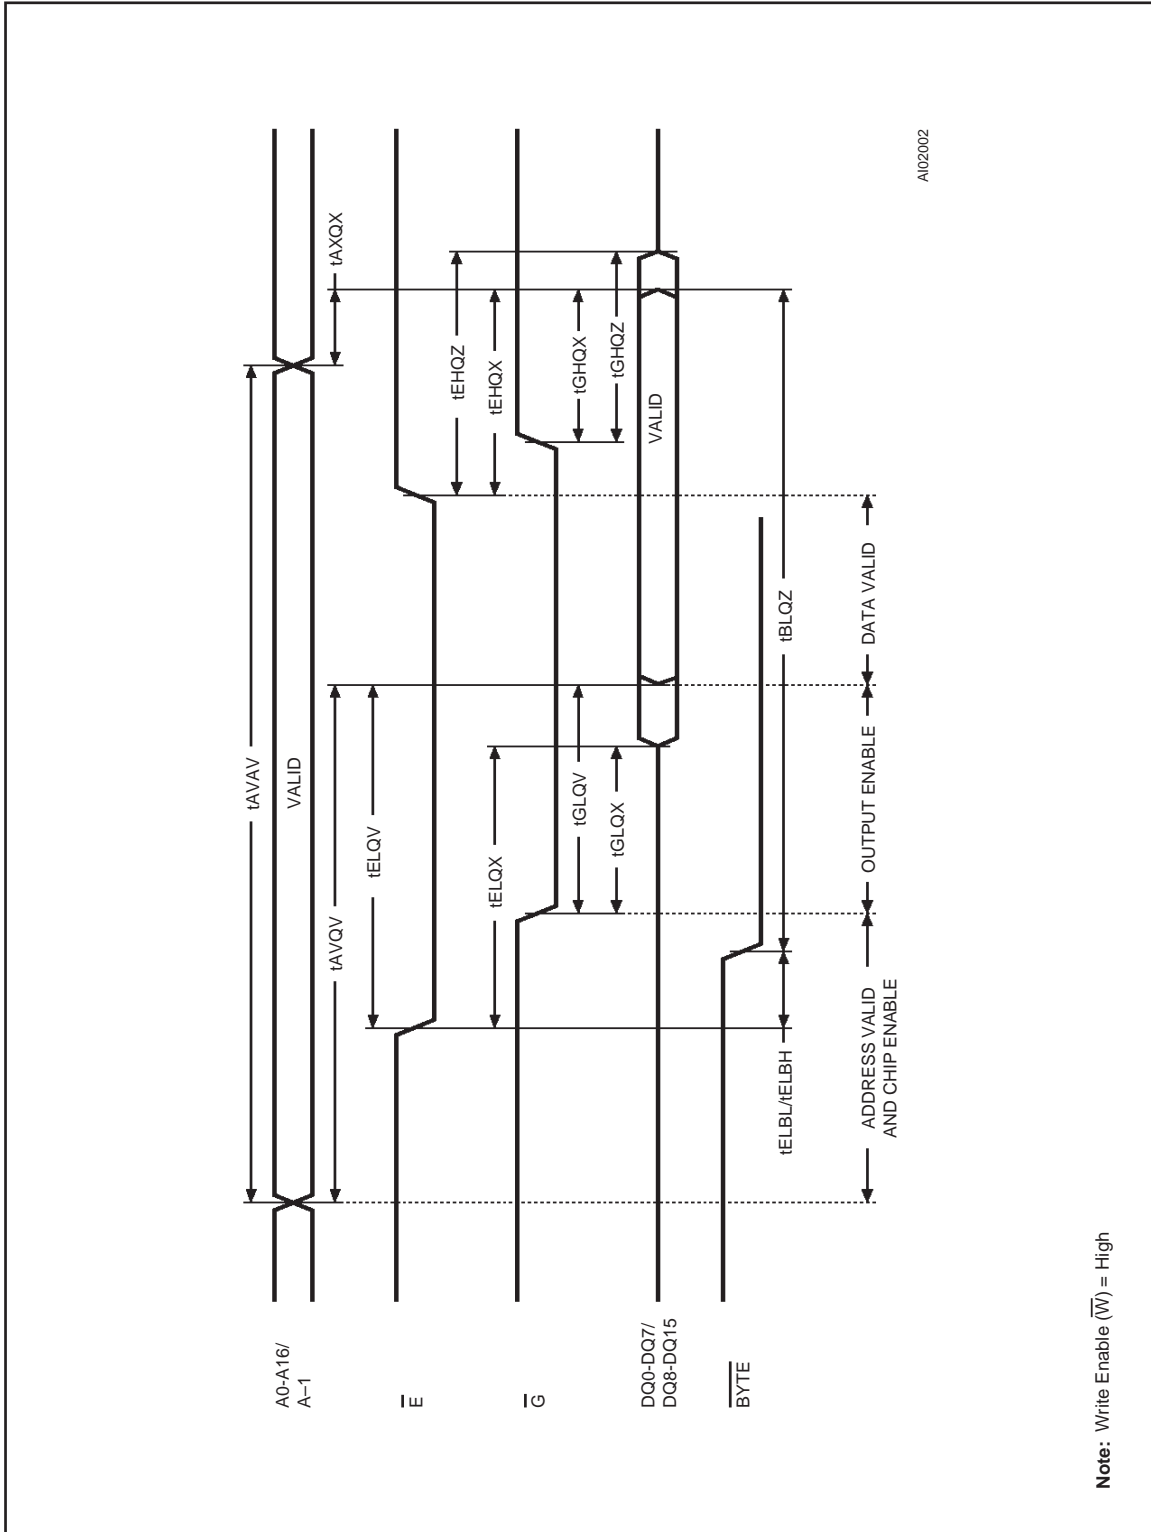 tAVAV
A0-A16/
A–1
VALID
tAVQV
tAXQX
tELQV
E
tEHQZ
tELQX
tEHQX
G
tGLQV
tGHQX
tGLQX
tGHQZ
DQ0-DQ7/
DQ8-DQ15
VALID
BYTE
tELBL/tELBH
tBLQZ
ADDRESS VALID
AND CHIP ENABLE
OUTPUT ENABLE
DATA VALID
AI02002
Note: Write Enable (W̅) = High